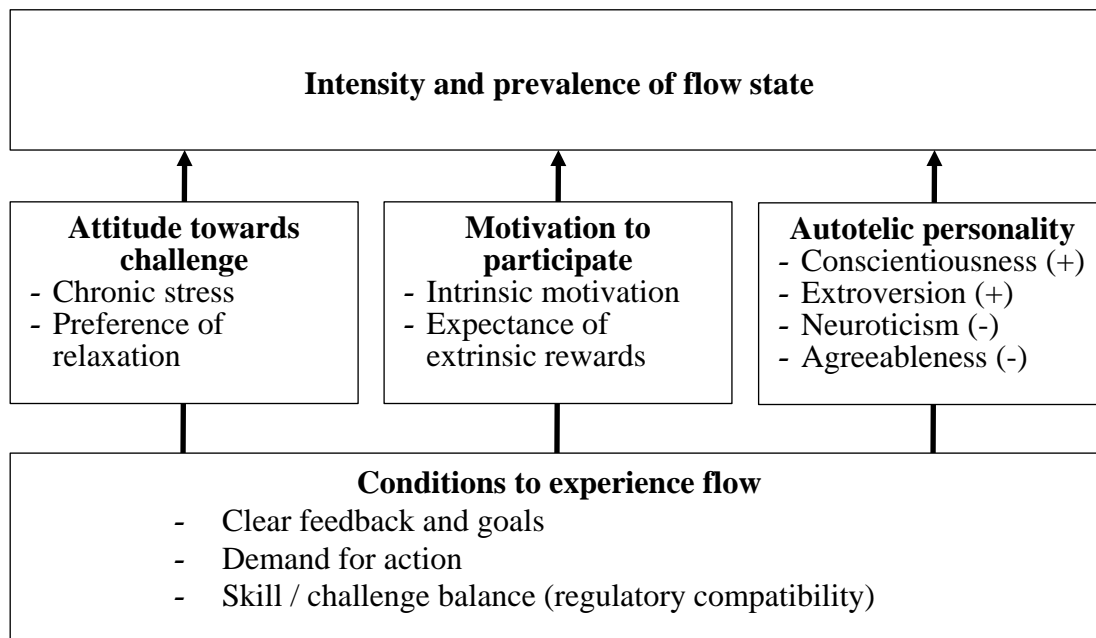 Intensity and prevalence of flow state
Attitude towards
challenge
- Chronic stress
- Preference of
relaxation
Motivation to
participate
- Intrinsic motivation
- Expectance of
extrinsic rewards
Autotelic personality
- Conscientiousness (+)
- Extroversion (+)
- Neuroticism (-)
- Agreeableness (-)
Conditions to experience flow
- Clear feedback and goals
- Demand for action
- Skill / challenge balance (regulatory compatibility)